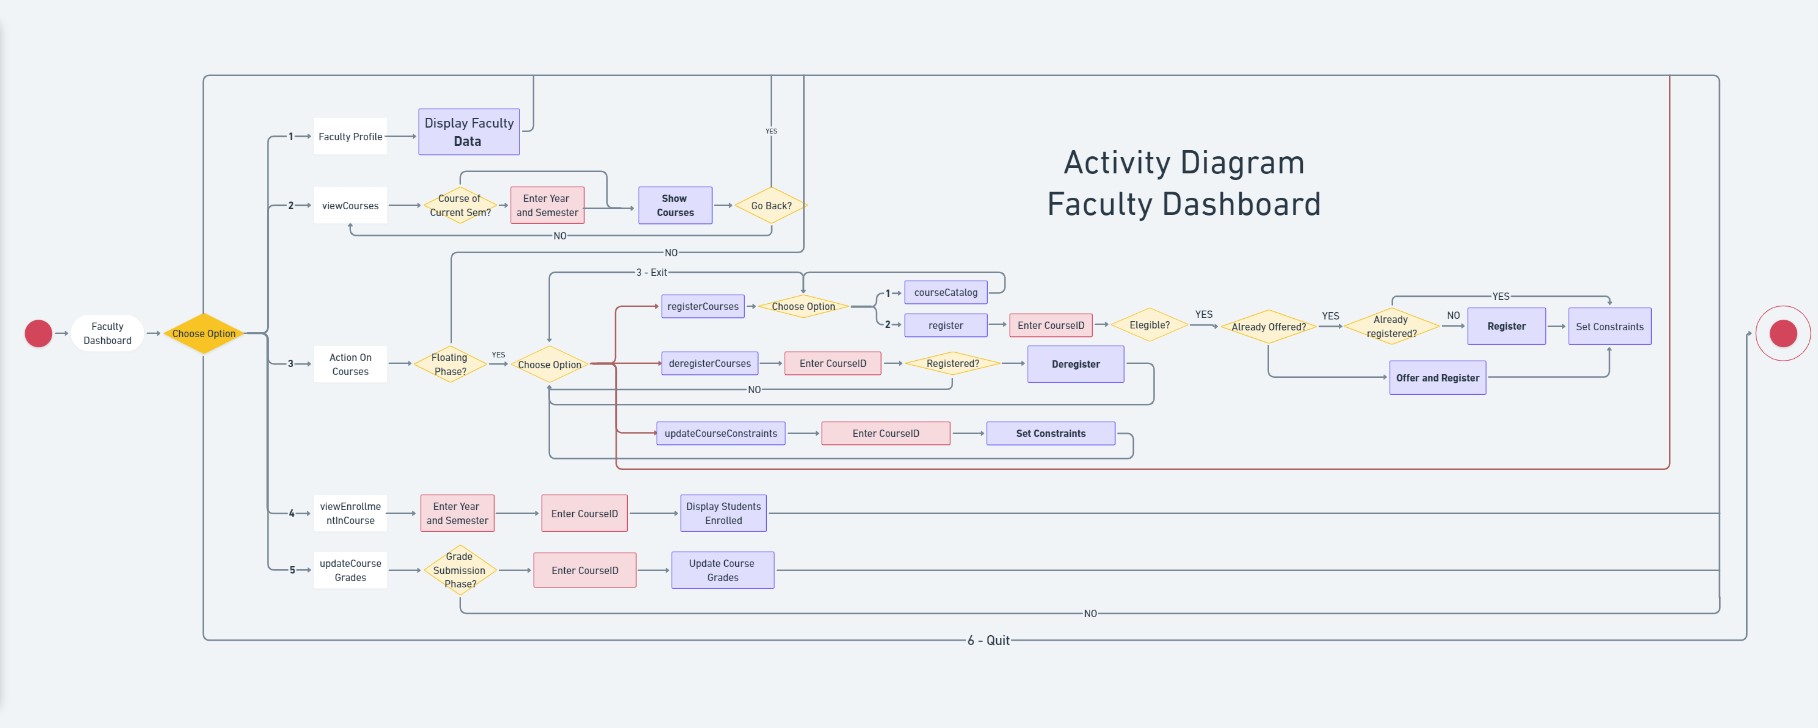 Activity Diagram
Faculty Dashboard
Faculty
Dashboard
Choose Option
1
Faculty Profile
Display Faculty
Data
2
viewCourses
Course of
Current Sem?
Enter Year
and Semester
Show
Courses
Go Back?
YES
NO
3
Action On
Courses
Floating
Phase?
NO
YES
Choose Option
3 - Exit
registerCourses
Choose Option
1
courseCatalog
2
register
Enter CourseID
Elegible?
YES
Already Offered?
YES
Already
registered?
YES
NO
Register
Set Constraints
Offer and Register
deregisterCourses
Enter CourseID
Registered?
Deregister
NO
updateCourseConstraints
Enter CourseID
Set Constraints
4
viewEnrollme
ntInCourse
Enter Year
and Semester
Enter CourseID
Display Students
Enrolled
5
updateCourse
Grades
Grade
Submission
Phase?
Enter CourseID
Update Course
Grades
NO
6 - Quit